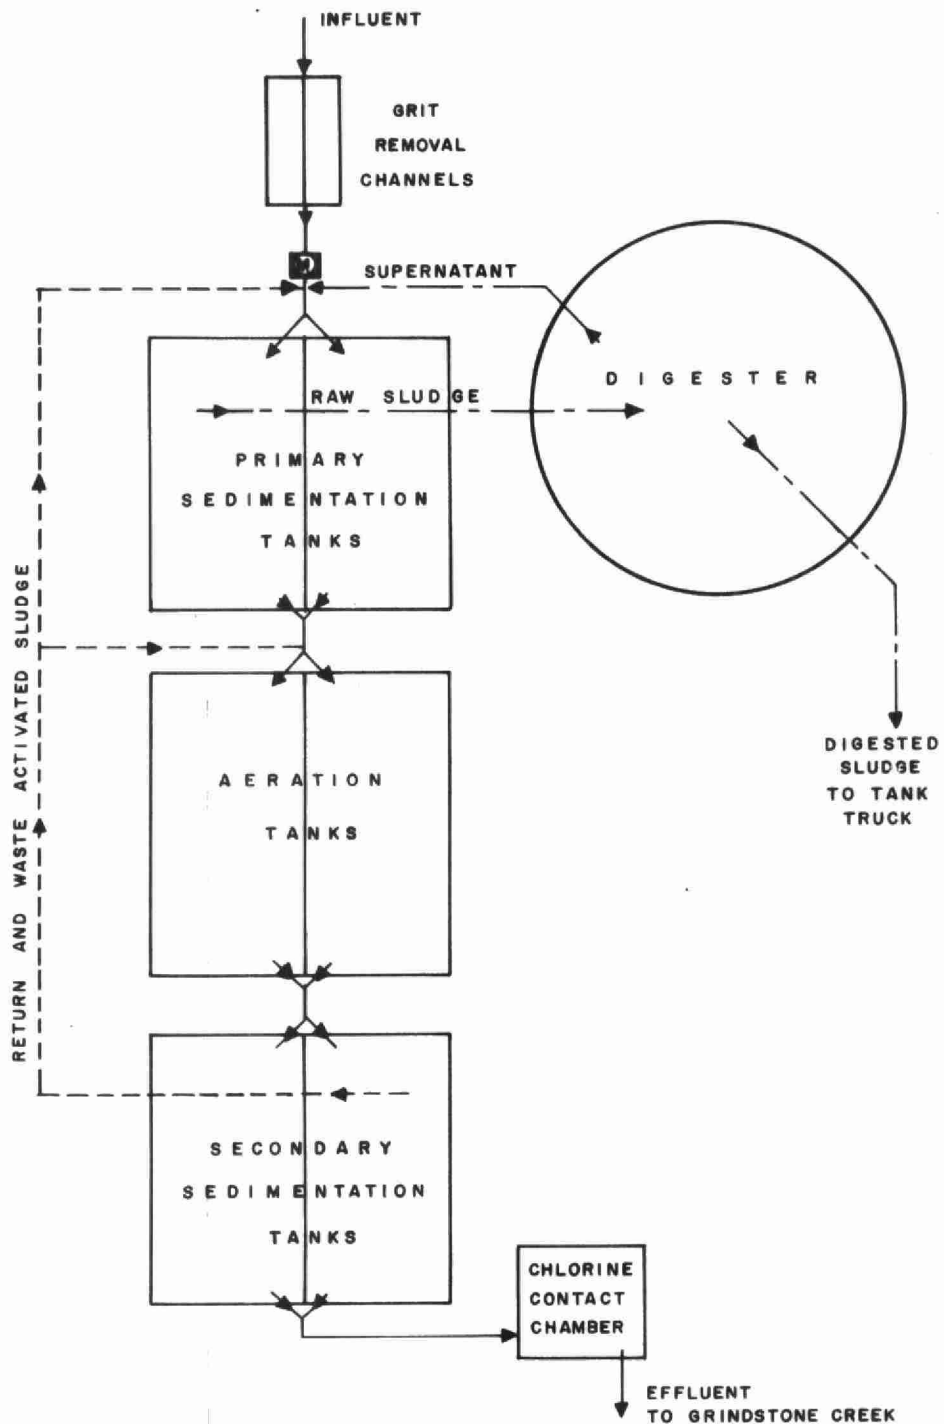 INFLUENT
GRIT
REMOVAL
CHANNELS
SUPERNATANT
DIGESTER
RAW SLUDGE
PRIMARY
SEDIMENTATION
TANKS
RETURN AND WASTE ACTIVATED SLUDGE
DIGESTED
SLUDGE
TO TANK
TRUCK
AERATION
TANKS
SECONDARY
SEDIMENTATION
TANKS
CHLORINE
CONTACT
CHAMBER
EFFLUENT
TO GRINDSTONE CREEK